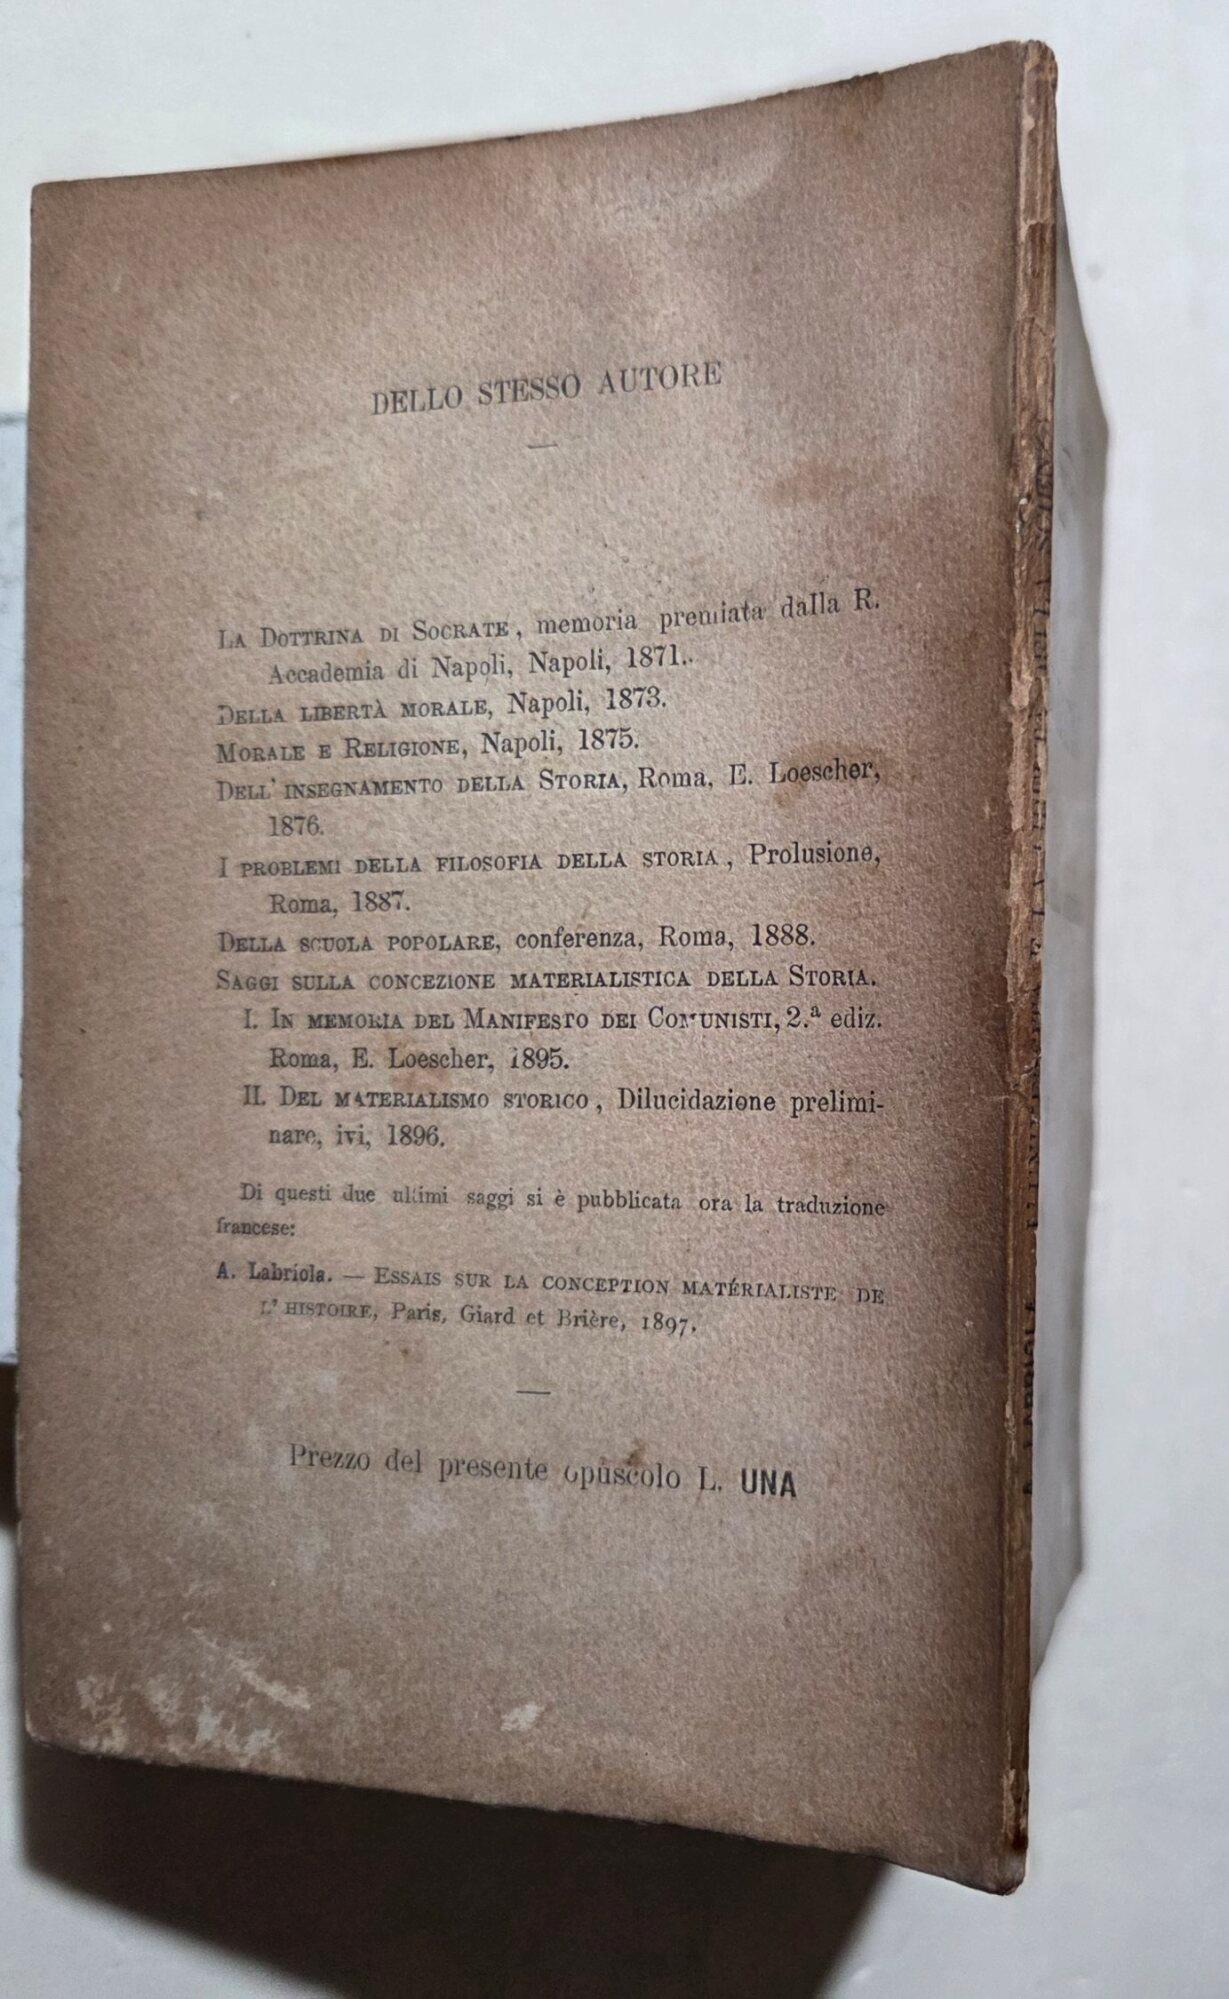 DELLO STESSO AUTORE
LA DOTTRINA DI SOCRATE, memoria premiata dalla R.
Accademia di Napoli, Napoli, 1871.
DELLA LIBERTÀ MORALE, Napoli, 1873.
MORALE E RELIGIONE, Napoli, 1875.
DELL' INSEGNAMENTO DELLA STORIA, Roma, E. Loescher,
1876.
I PROBLEMI DELLA FILOSOFIA DELLA STORIA, Prolusione,
Roma, 1887.
DELLA SCUOLA POPOLARE, conferenza, Roma, 1888.
SAGGI SULLA CONCEZIONE MATERIALISTICA DELLA STORIA.
I. IN MEMORIA DEL MANIFESTO DEI COMUNISTI, 2.ª ediz.
Roma, E. Loescher, 1895.
II. DEL MATERIALISMO STORICO, Dilucidazione prelimi-
nare, ivi, 1896.
Di questi due ultimi saggi si è pubblicata ora la traduzione
francese:
A. Labriola. — ESSAIS SUR LA CONCEPTION MATÉRIALISTE DE
L' HISTOIRE, Paris, Giard et Brière, 1897.
Prezzo del presente opuscolo L. UNA
A. LABRIOLA